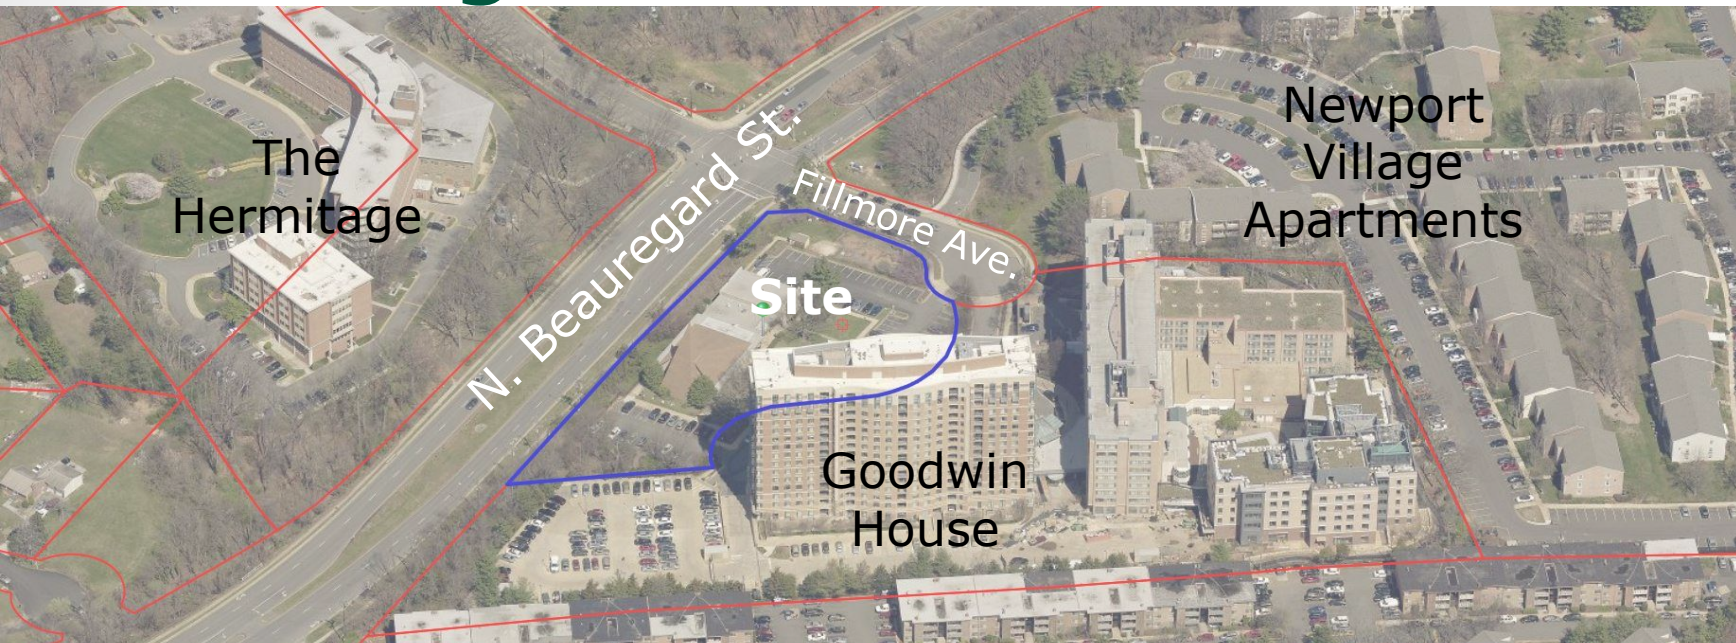 The
Hermitage
N. Beauregard St.
Fillmore Ave.
Newport
Village
Apartments
Site
Goodwin
House